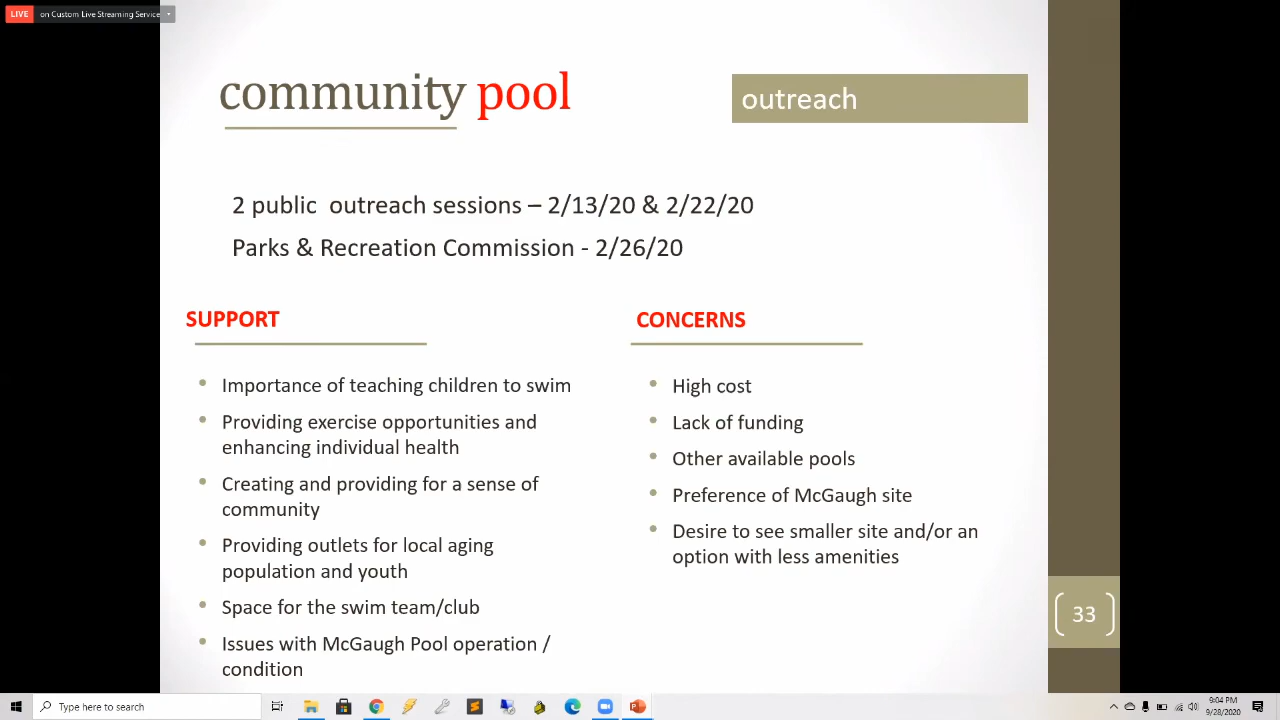 LIVE on Custom Live Streaming Service
community pool
outreach
2 public outreach sessions – 2/13/20 & 2/22/20
Parks & Recreation Commission - 2/26/20
SUPPORT
Importance of teaching children to swim
Providing exercise opportunities and
enhancing individual health
Creating and providing for a sense of
community
Providing outlets for local aging
population and youth
Space for the swim team/club
Issues with McGaugh Pool operation /
condition
CONCERNS
High cost
Lack of funding
Other available pools
Preference of McGaugh site
Desire to see smaller site and/or an
option with less amenities
33
Type here to search
9:04 PM
9/28/2020